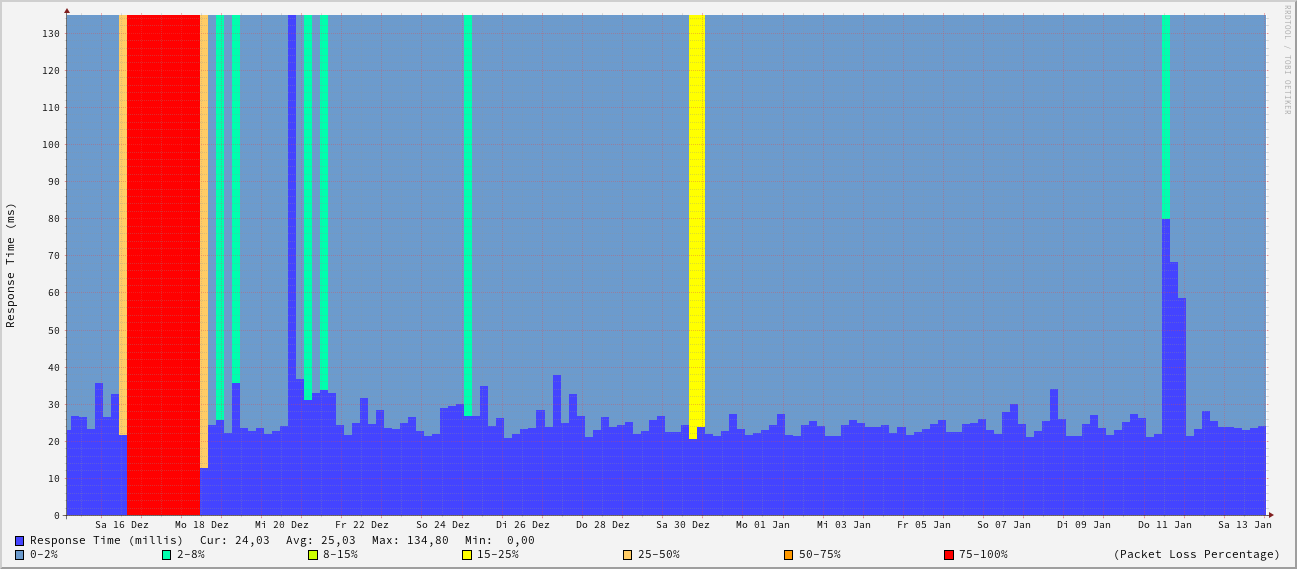 RRDTOOL / TOBI OETIKER
Response Time (ms)
130
120
110
100
90
80
70
60
50
40
30
20
10
0
Sa 16 Dez Mo 18 Dez Mi 20 Dez Fr 22 Dez So 24 Dez Di 26 Dez Do 28 Dez Sa 30 Dez Mo 01 Jan Mi 03 Jan Fr 05 Jan So 07 Jan Di 09 Jan Do 11 Jan Sa 13 Jan
Response Time (millis) Cur: 24,03 Avg: 25,03 Max: 134,80 Min: 0,00
0-2% 2-8% 8-15% 15-25% 25-50% 50-75% 75-100% (Packet Loss Percentage)